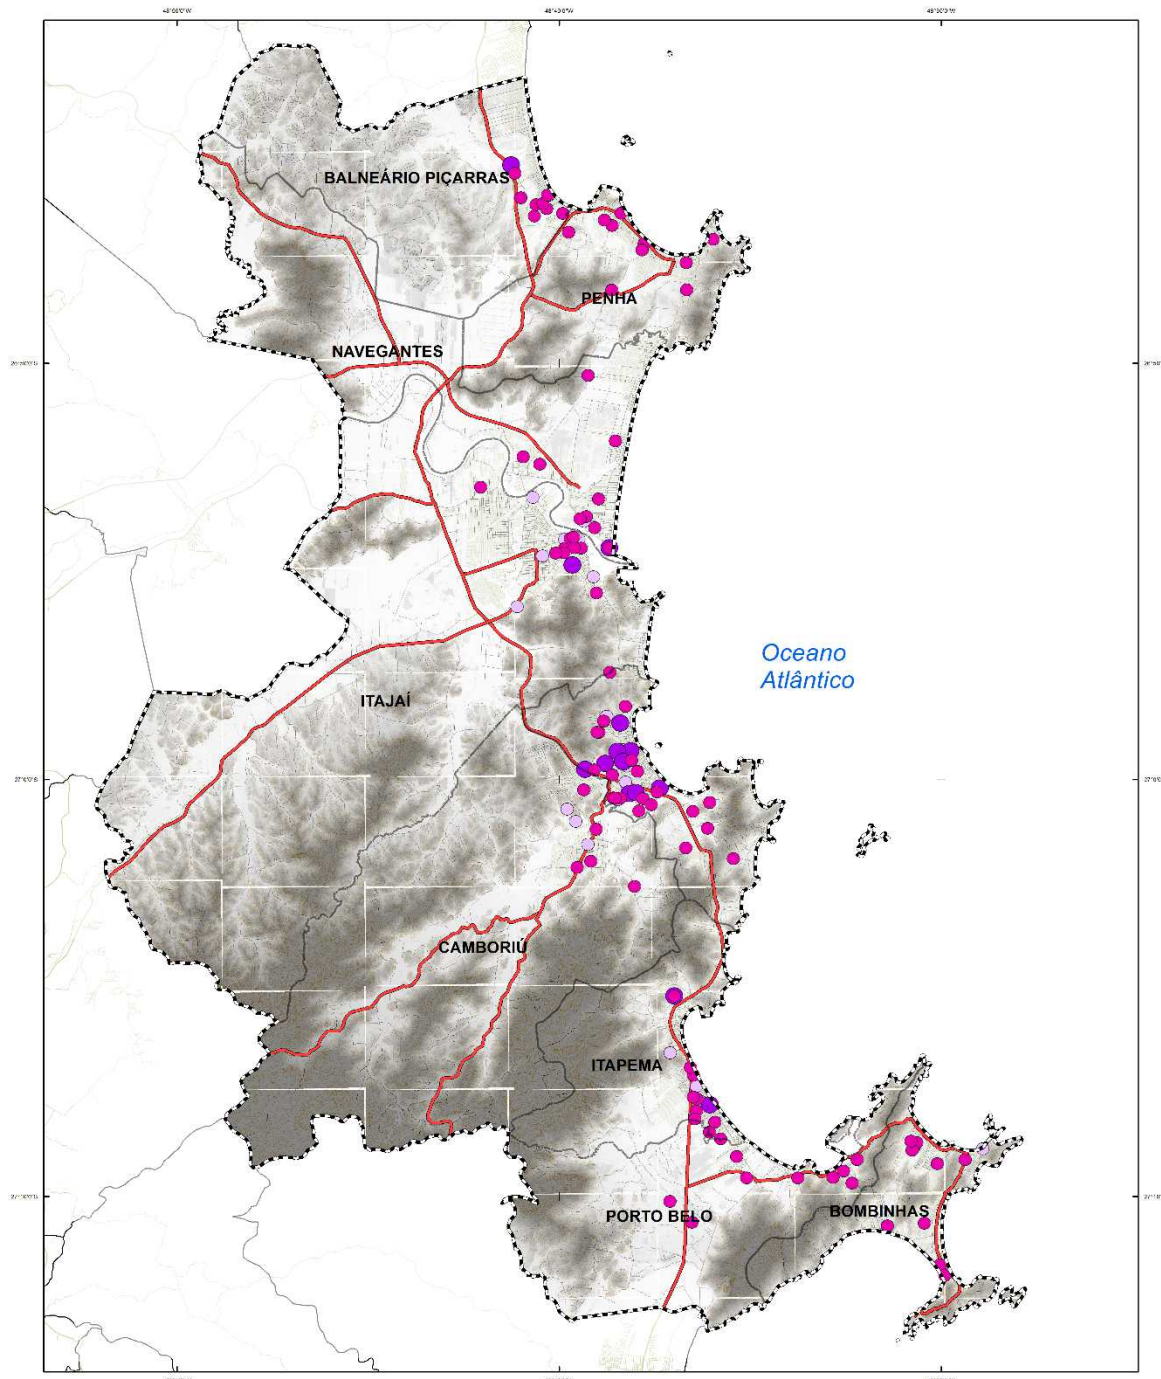 BALNEÁRIO PIÇARRAS
PENHA
NAVEGANTES
Oceano
Atlântico
ITAJAÍ
CAMBORIÚ
ITAPEMA
PORTO BELO
BOMBINHAS